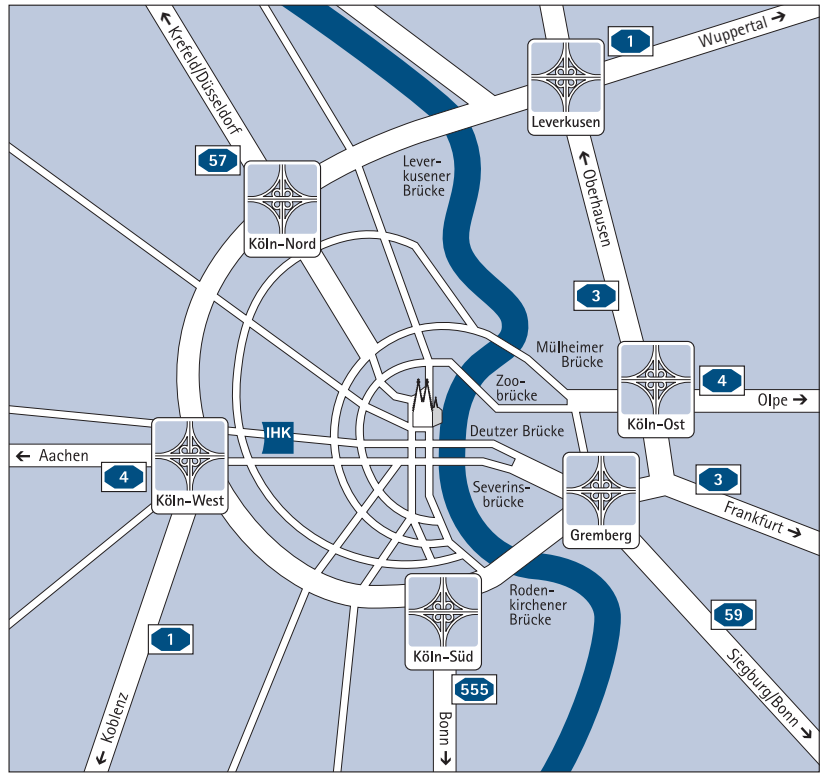 1
Wuppertal
Krefeld/Düsseldorf
Leverkusen
57
Lever-
kusener
Brücke
Oberhausen
Köln-Nord
3
Mülheimer
Brücke
Zoo-
brücke
4
Köln-Ost
Olpe
IHK
Deutzer Brücke
Aachen
4
Köln-West
Severins-
brücke
3
Frankfurt
Gremberg
Roden-
kirchener
Brücke
59
1
Köln-Süd
555
Siegburg/Bonn
Koblenz
Bonn